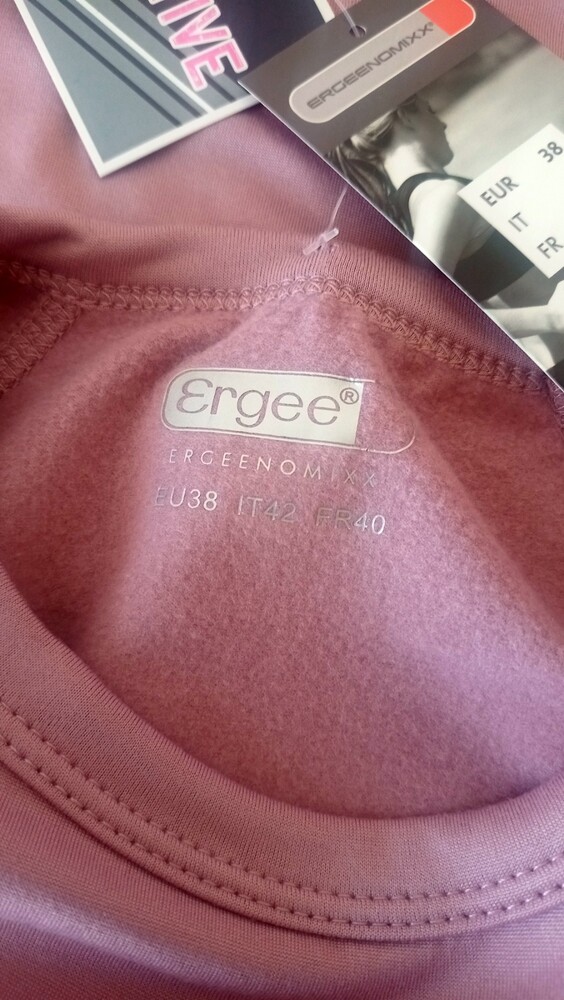 IVE
ERGEENOMIXX®
EUR 38
IT
FR
Ergee®
ERGEENOMIXX
EU38 IT42 FR40